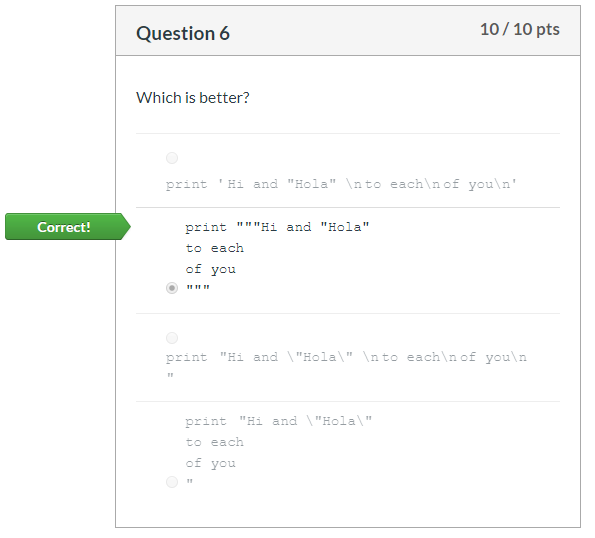 Question 6
10 / 10 pts
Which is better?
print 'Hi and "Hola" \nto each\nof you\n'
Correct!
print """Hi and "Hola"
to each
of you
"""
print "Hi and \"Hola\" \nto each\nof you\n
"
print "Hi and \"Hola\"
to each
of you
"